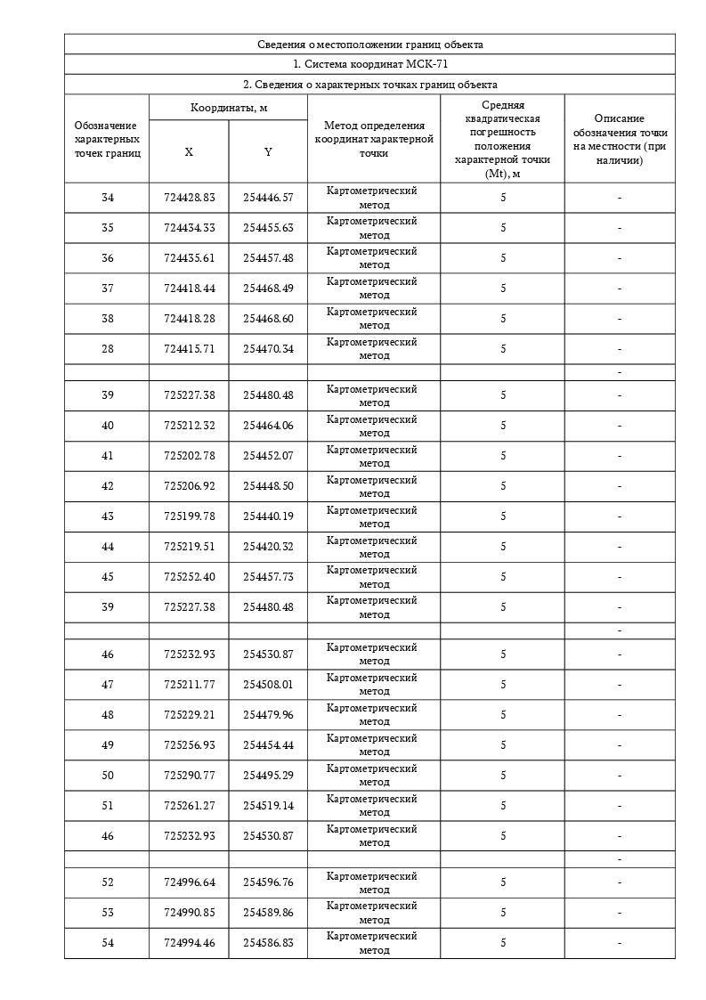 Сведения о местоположении границ объекта
1. Система координат МСК-71
2. Сведения о характерных точках границ объекта
Обозначение характерных точек границ
Координаты, м
X
Y
Метод определения координат характерной точки
Средняя квадратическая погрешность положения характерной точки (Mt), м
Описание обозначения точки на местности (при наличии)
34 724428.83 254446.57 Картометрический метод 5 -
35 724434.33 254455.63 Картометрический метод 5 -
36 724435.61 254457.48 Картометрический метод 5 -
37 724418.44 254468.49 Картометрический метод 5 -
38 724418.28 254468.60 Картометрический метод 5 -
28 724415.71 254470.34 Картометрический метод 5 -
-
39 725227.38 254480.48 Картометрический метод 5 -
40 725212.32 254464.06 Картометрический метод 5 -
41 725202.78 254452.07 Картометрический метод 5 -
42 725206.92 254448.50 Картометрический метод 5 -
43 725199.78 254440.19 Картометрический метод 5 -
44 725219.51 254420.32 Картометрический метод 5 -
45 725252.40 254457.73 Картометрический метод 5 -
39 725227.38 254480.48 Картометрический метод 5 -
-
46 725232.93 254530.87 Картометрический метод 5 -
47 725211.77 254508.01 Картометрический метод 5 -
48 725229.21 254479.96 Картометрический метод 5 -
49 725256.93 254454.44 Картометрический метод 5 -
50 725290.77 254495.29 Картометрический метод 5 -
51 725261.27 254519.14 Картометрический метод 5 -
46 725232.93 254530.87 Картометрический метод 5 -
-
52 724996.64 254596.76 Картометрический метод 5 -
53 724990.85 254589.86 Картометрический метод 5 -
54 724994.46 254586.83 Картометрический метод 5 -